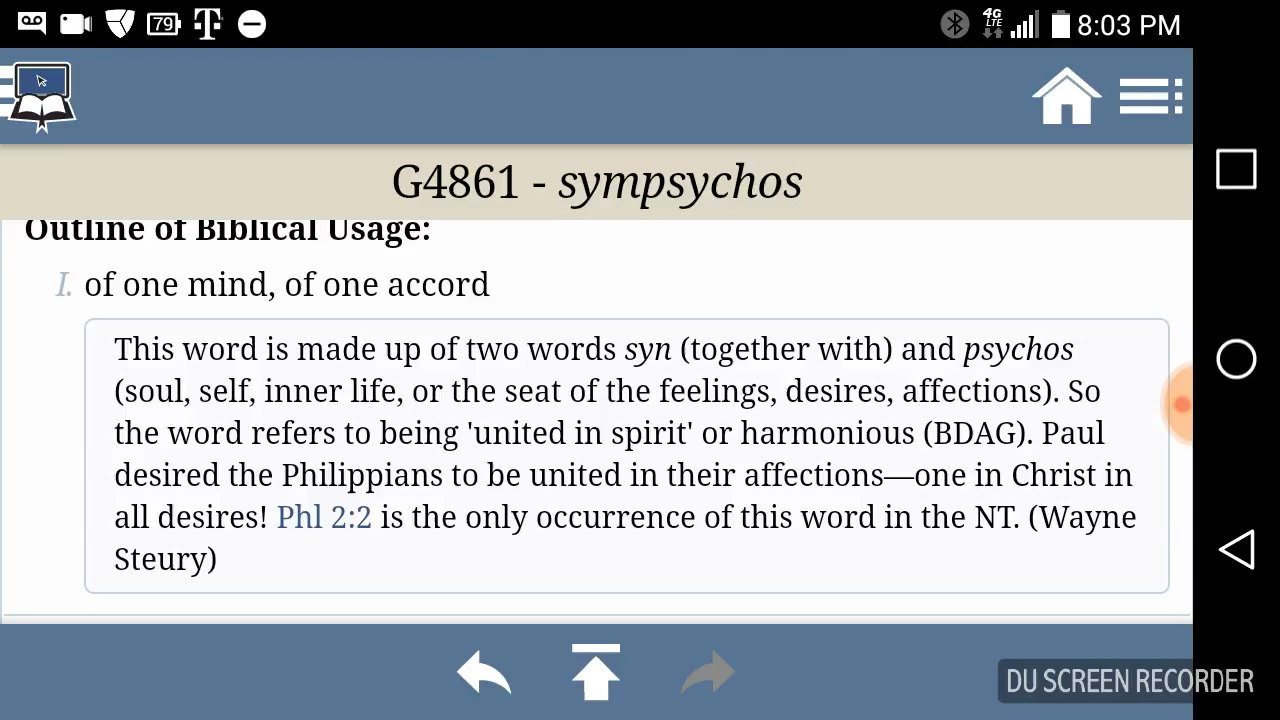 79
4G
LTE
8:03 PM
G4861 - sympsychos
Outline of Biblical Usage:
I. of one mind, of one accord
This word is made up of two words syn (together with) and psychos
(soul, self, inner life, or the seat of the feelings, desires, affections). So
the word refers to being 'united in spirit' or harmonious (BDAG). Paul
desired the Philippians to be united in their affections—one in Christ in
all desires! Phl 2:2 is the only occurrence of this word in the NT. (Wayne
Steury)
DU SCREEN RECORDER